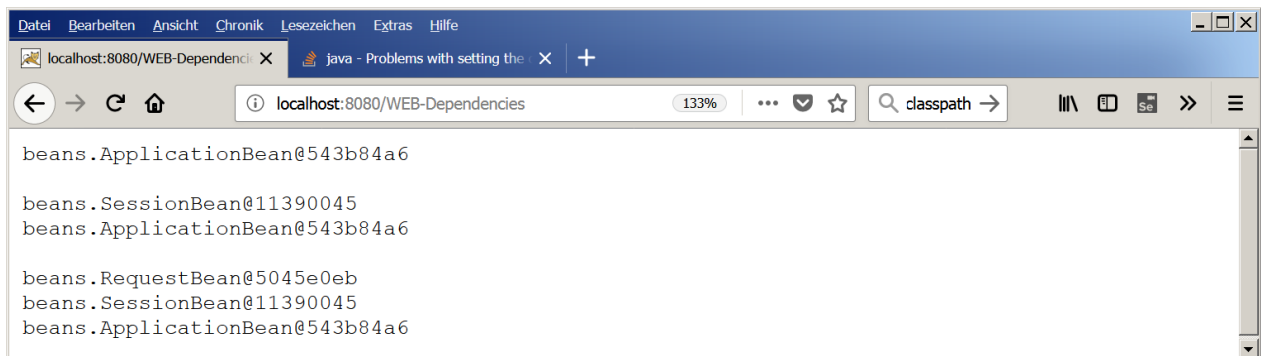 Datei Bearbeiten Ansicht Chronik Lesezeichen Extras Hilfe
localhost:8080/WEB-Dependenci
java - Problems with setting the
localhost:8080/WEB-Dependencies 133% classpath
Se
beans.ApplicationBean@543b84a6
beans.SessionBean@11390045
beans.ApplicationBean@543b84a6
beans.RequestBean@5045e0eb
beans.SessionBean@11390045
beans.ApplicationBean@543b84a6